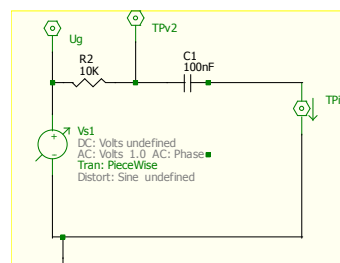 Ug
TPv2
R2
10K
C1
100nF
TPi
Vs1
DC: Volts undefined
AC: Volts 1.0 AC: Phase
Tran: PieceWise
Distort: Sine undefined